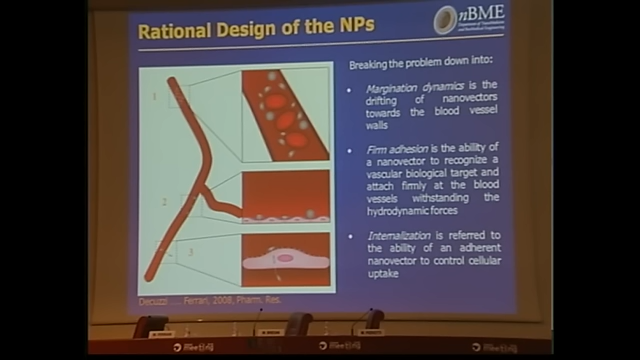 Rational Design of the NPs
nBME
Breaking the problem down into:
1
• Margination dynamics is the
drifting of nanovectors
towards the blood vessel
walls
• Firm adhesion is the ability of
a nanovector to recognize a
vascular biological target and
attach firmly at the blood
vessels withstanding the
hydrodynamic forces
2
• Internalization is referred to
the ability of an adherent
nanovector to control cellular
uptake
3
Decuzzi .... Ferrari, 2008, Pharm. Res.
meeting
meeting
meeting